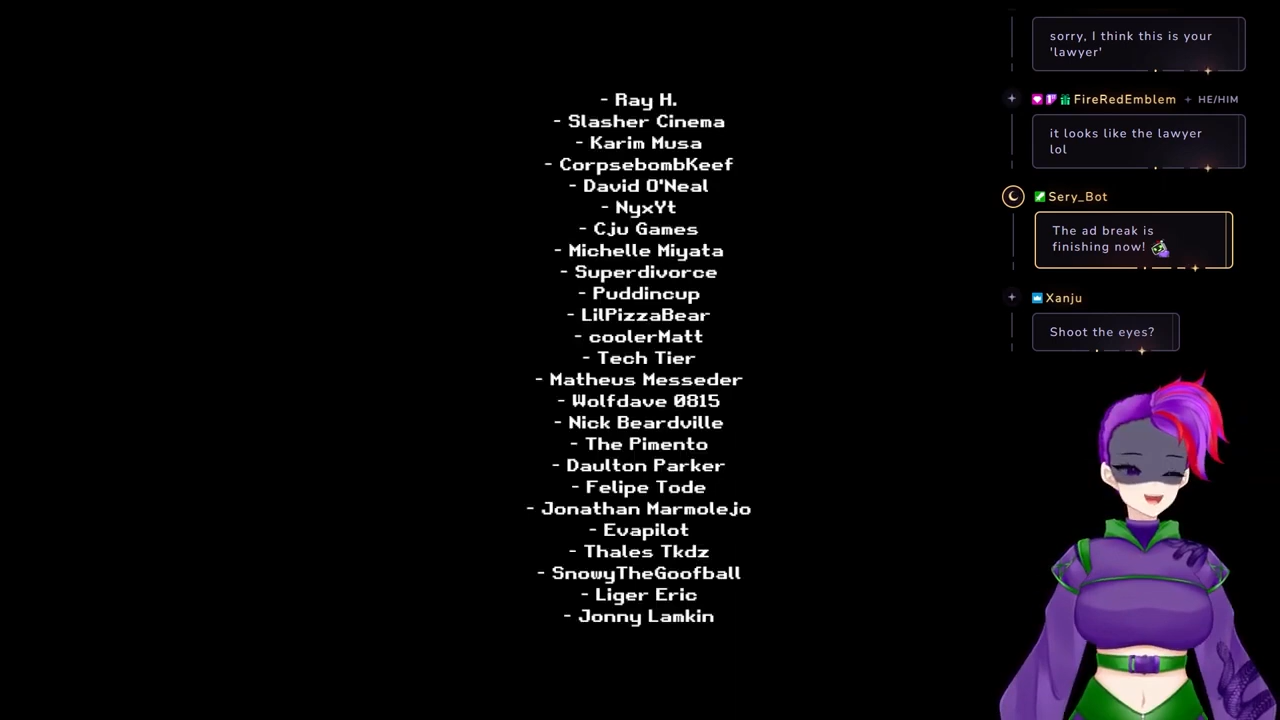 - Ray H.
- Slasher Cinema
- Karim Musa
- CorpsebombKeef
- David O'Neal
- NyxYt
- Cju Games
- Michelle Miyata
- Superdivorce
- Puddincup
- LilPizzaBear
- coolerMatt
- Tech Tier
- Matheus Messeder
- Wolfdave 0815
- Nick Beardville
- The Pimento
- Daulton Parker
- Felipe Tode
- Jonathan Marmolejo
- Evapilot
- Thales Tkdz
- SnowyTheGoofball
- Liger Eric
- Jonny Lamkin
sorry, I think this is your
'lawyer'
FireRedEmblem + HE/HIM
it looks like the lawyer
lol
Sery_Bot
The ad break is
finishing now!
Xanju
Shoot the eyes?